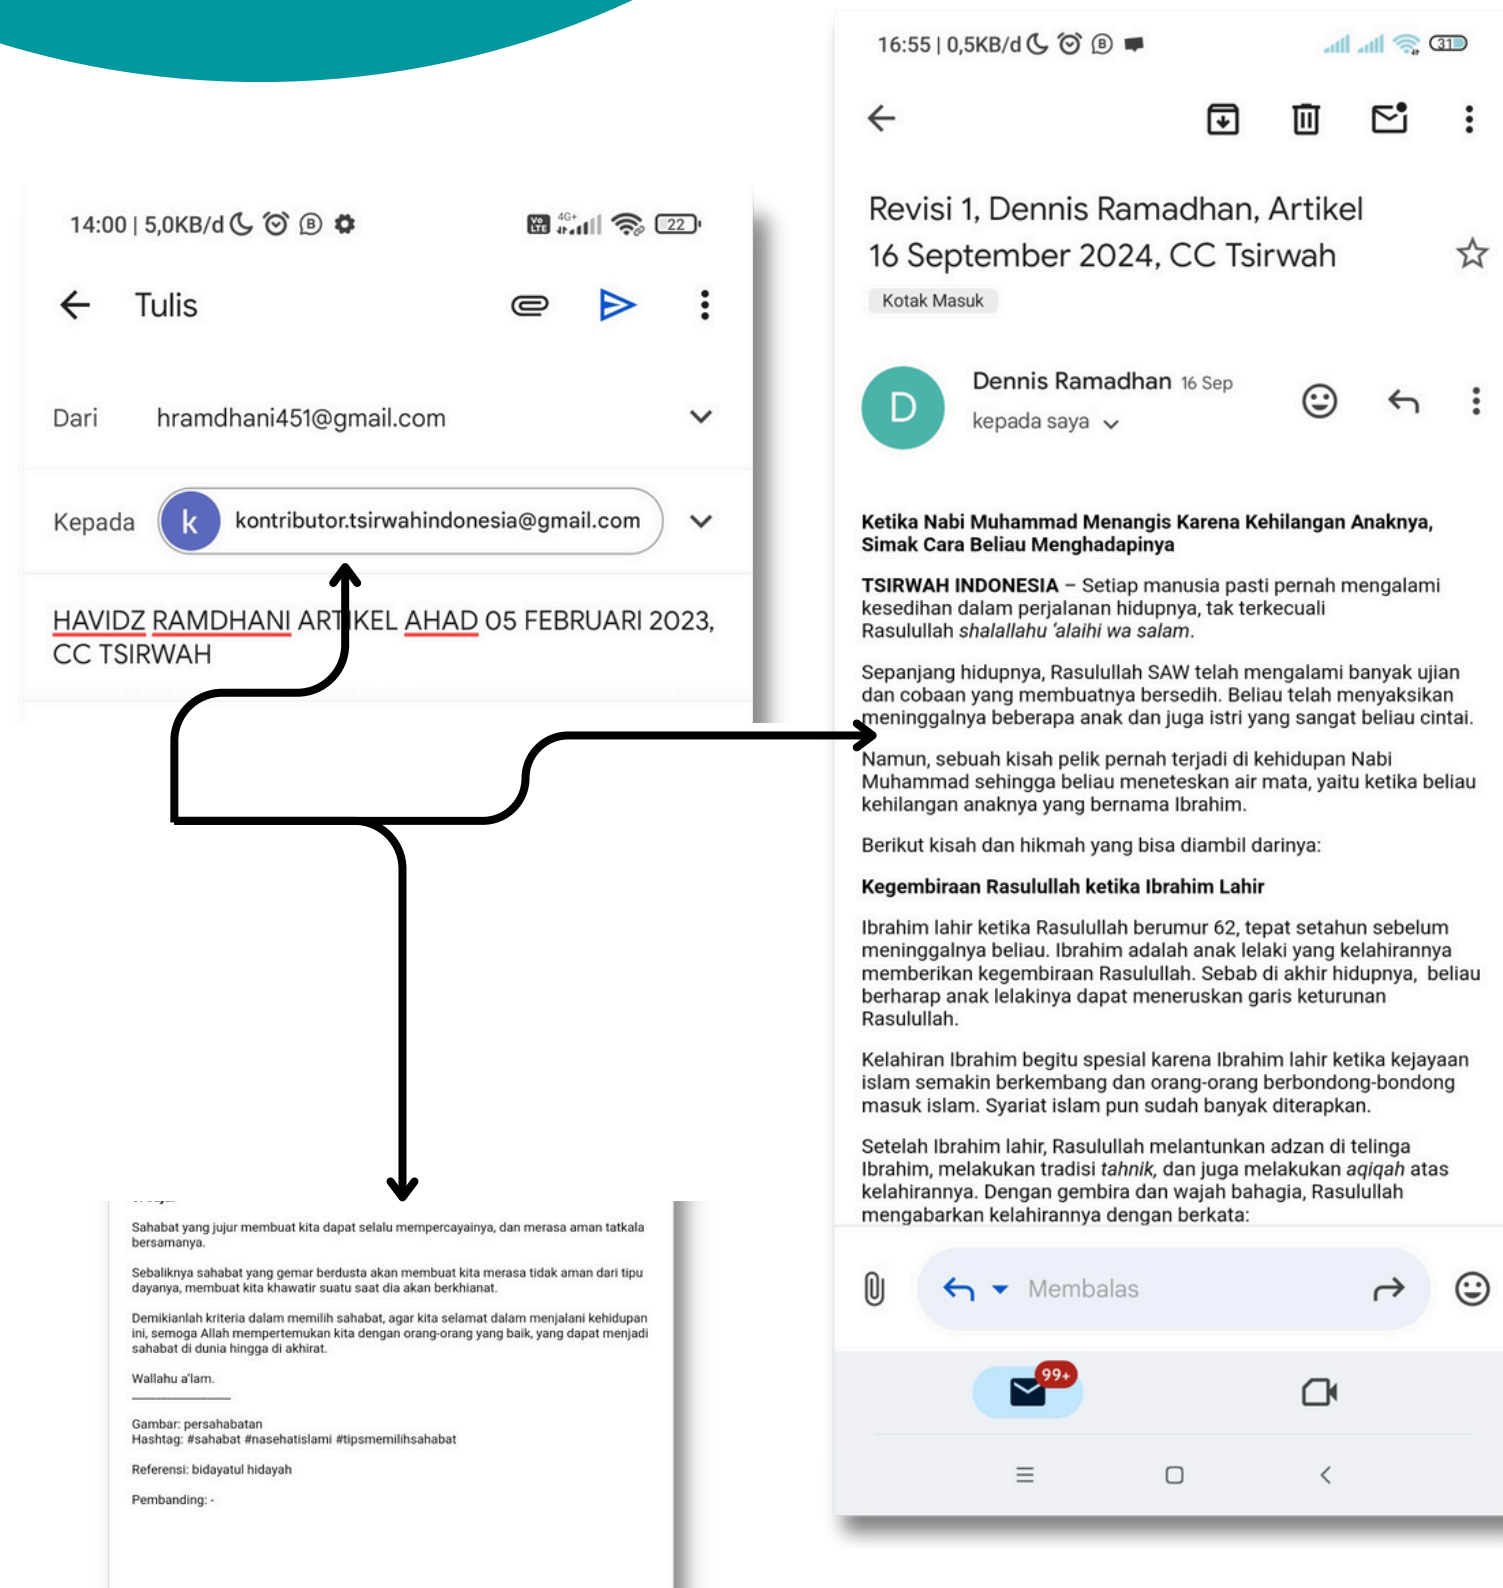 14:00 | 5,0KB/d
Vo LTE 4G+ 22
Tulis
Dari hramdhani451@gmail.com
Kepada k kontributor.tsirwahindonesia@gmail.com
HAVIDZ RAMDHANI ARTIKEL AHAD 05 FEBRUARI 2023,
CC TSIRWAH
Sahabat yang jujur membuat kita dapat selalu mempercayainya, dan merasa aman tatkala
bersamanya.
Sebaliknya sahabat yang gemar berdusta akan membuat kita merasa tidak aman dari tipu
dayanya, membuat kita khawatir suatu saat dia akan berkhianat.
Demikianlah kriteria dalam memilih sahabat, agar kita selamat dalam menjalani kehidupan
ini, semoga Allah mempertemukan kita dengan orang-orang yang baik, yang dapat menjadi
sahabat di dunia hingga di akhirat.
Wallahu a'lam.
Gambar: persahabatan
Hashtag: #sahabat #nasehatislami #tipsmemilihsahabat
Referensi: bidayatul hidayah
Pembanding: -
16:55 | 0,5KB/d
31
Revisi 1, Dennis Ramadhan, Artikel
16 September 2024, CC Tsirwah
Kotak Masuk
D
Dennis Ramadhan 16 Sep
kepada saya
Ketika Nabi Muhammad Menangis Karena Kehilangan Anaknya,
Simak Cara Beliau Menghadapinya
TSIRWAH INDONESIA – Setiap manusia pasti pernah mengalami
kesedihan dalam perjalanan hidupnya, tak terkecuali
Rasulullah shalallahu ‘alaihi wa salam.
Sepanjang hidupnya, Rasulullah SAW telah mengalami banyak ujian
dan cobaan yang membuatnya bersedih. Beliau telah menyaksikan
meninggalnya beberapa anak dan juga istri yang sangat beliau cintai.
Namun, sebuah kisah pelik pernah terjadi di kehidupan Nabi
Muhammad sehingga beliau meneteskan air mata, yaitu ketika beliau
kehilangan anaknya yang bernama Ibrahim.
Berikut kisah dan hikmah yang bisa diambil darinya:
Kegembiraan Rasulullah ketika Ibrahim Lahir
Ibrahim lahir ketika Rasulullah berumur 62, tepat setahun sebelum
meninggalnya beliau. Ibrahim adalah anak lelaki yang kelahirannya
memberikan kegembiraan Rasulullah. Sebab di akhir hidupnya, beliau
berharap anak lelakinya dapat meneruskan garis keturunan
Rasulullah.
Kelahiran Ibrahim begitu spesial karena Ibrahim lahir ketika kejayaan
islam semakin berkembang dan orang-orang berbondong-bondong
masuk islam. Syariat islam pun sudah banyak diterapkan.
Setelah Ibrahim lahir, Rasulullah melantunkan adzan di telinga
Ibrahim, melakukan tradisi tahnik, dan juga melakukan aqiqah atas
kelahirannya. Dengan gembira dan wajah bahagia, Rasulullah
mengabarkan kelahirannya dengan berkata:
Membalas
99+